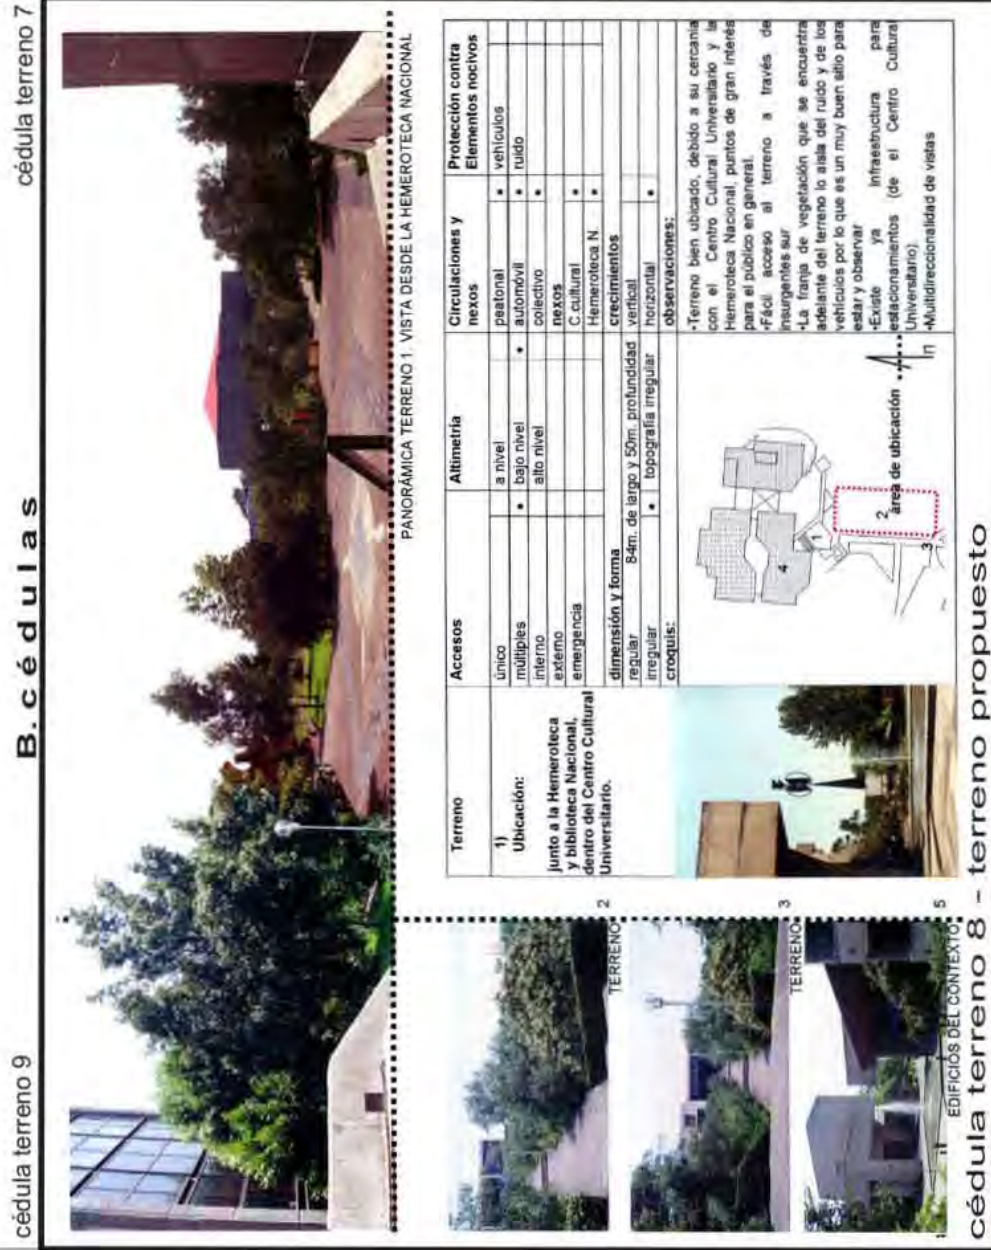 cédula terreno 9
B. cédulas
cédula terreno 7
PANORÁMICA TERRENO 1. VISTA DESDE LA HEMEROTECA NACIONAL
TERRENO 2
TERRENO 3
EDIFICIOS DEL CONTEXTO 5
Terreno
Accesos
Altimetría
Circulaciones y nexos
Protección contra Elementos nocivos
1)
Ubicación:
junto a la Hemeroteca
y biblioteca Nacional,
dentro del Centro Cultural
Universitario.
único
a nivel
peatonal
• vehículos
múltiples
• bajo nivel
• automóvil
• ruido
interno
alto nivel
colectivo
•
externo
nexos
emergencia
C.cultural
•
Hemeroteca N.
•
dimensión y forma
crecimientos
regular
84m. de largo y 50m. profundidad
vertical
irregular
• topografía irregular
horizontal
•
croquis:
observaciones:
4
1
2
3
área de ubicación
•Terreno bien ubicado, debido a su cercanía
con el Centro Cultural Universitario y la
Hemeroteca Nacional, puntos de gran interés
para el público en general.
•Fácil acceso al terreno a través de
insurgentes sur
•La franja de vegetación que se encuentra
adelante del terreno lo aisla del ruido y de los
vehículos por lo que es un muy buen sitio para
estar y observar
•Existe ya infraestructura para
estacionamientos (de el Centro Cultural
Universitario).
•Multidireccionalidad de vistas
cédula terreno 8 - terreno propuesto